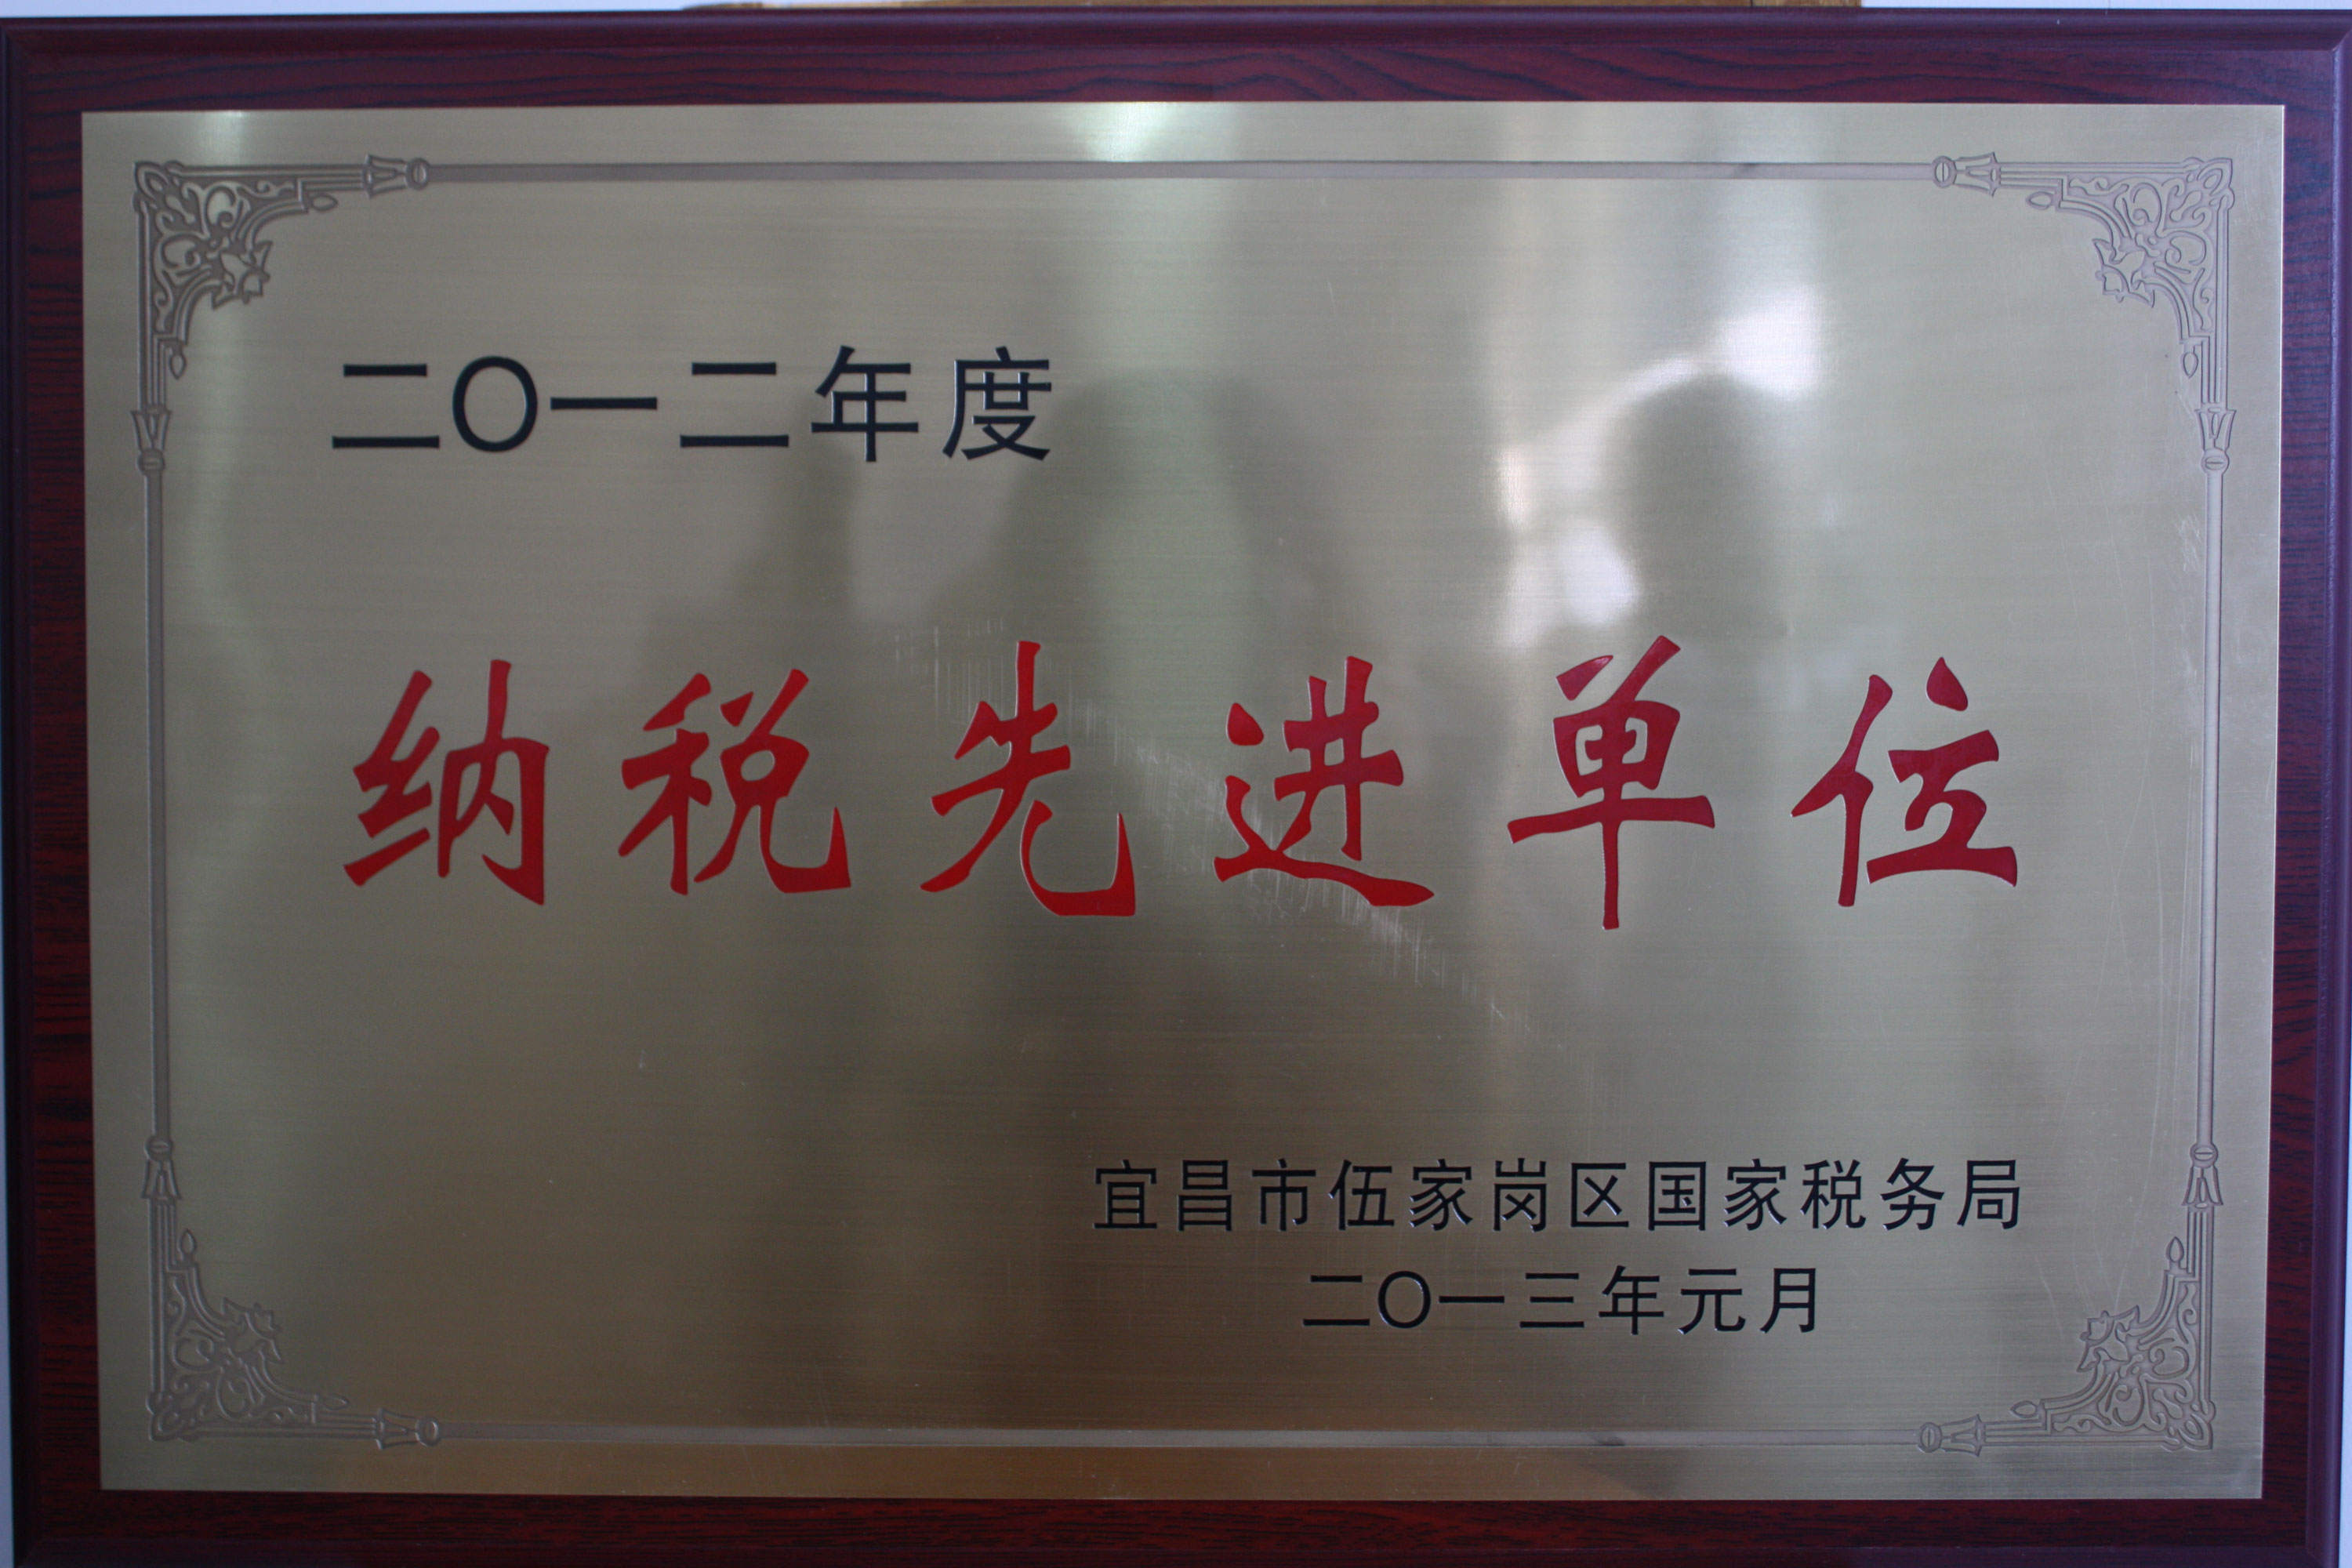 二〇一二年度
纳税先进单位
宜昌市伍家岗区国家税务局
二〇一三年元月